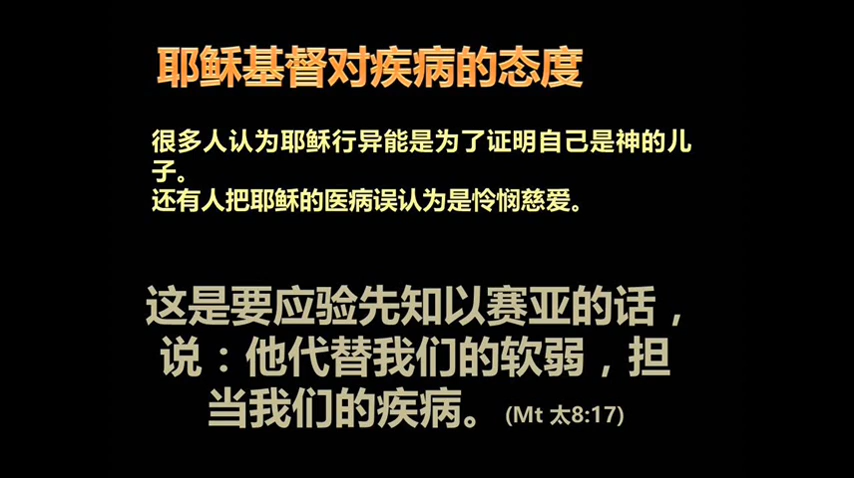 耶稣基督对疾病的态度
很多人认为耶稣行异能是为了证明自己是神的儿
子。
还有人把耶稣的医病误认为是怜悯慈爱。
这是要应验先知以赛亚的话，
说：他代替我们的软弱，担
当我们的疾病。(Mt 太8:17)